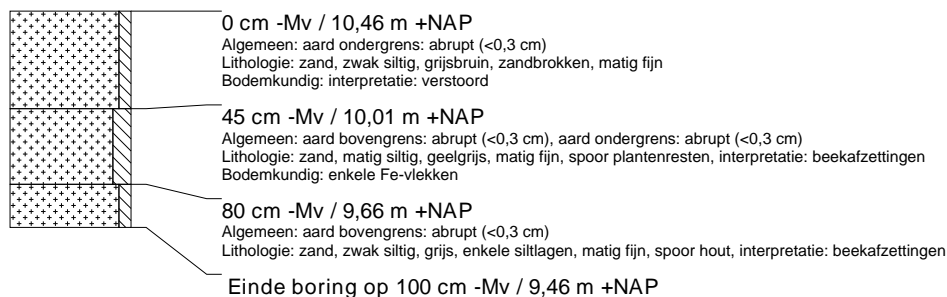 0 cm -Mv / 10,46 m +NAP
Algemeen: aard ondergrens: abrupt (<0,3 cm)
Lithologie: zand, zwak siltig, grijsbruin, zandbrokken, matig fijn
Bodemkundig: interpretatie: verstoord
45 cm -Mv / 10,01 m +NAP
Algemeen: aard bovengrens: abrupt (<0,3 cm), aard ondergrens: abrupt (<0,3 cm)
Lithologie: zand, matig siltig, geelgrijs, matig fijn, spoor plantenresten, interpretatie: beekafzettingen
Bodemkundig: enkele Fe-vlekken
80 cm -Mv / 9,66 m +NAP
Algemeen: aard bovengrens: abrupt (<0,3 cm)
Lithologie: zand, zwak siltig, grijs, enkele siltlagen, matig fijn, spoor hout, interpretatie: beekafzettingen
Einde boring op 100 cm -Mv / 9,46 m +NAP